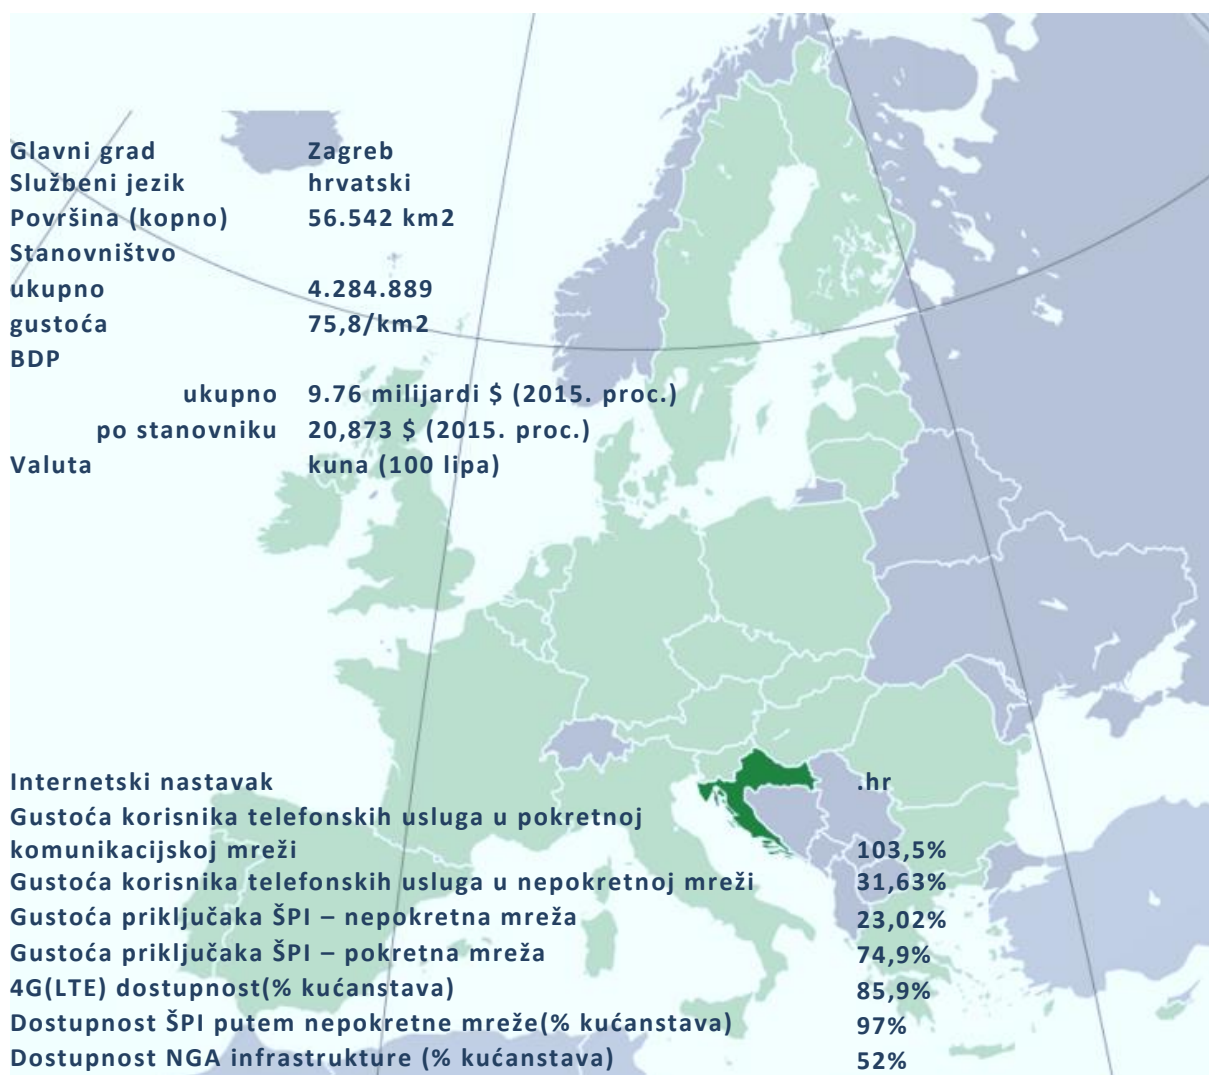 Glavni grad Zagreb
Službeni jezik hrvatski
Površina (kopno) 56.542 km2
Stanovništvo
ukupno 4.284.889
gustoća 75,8/km2
BDP
ukupno 9.76 milijardi $ (2015. proc.)
po stanovniku 20,873 $ (2015. proc.)
Valuta kuna (100 lipa)
Internetski nastavak .hr
Gustoća korisnika telefonskih usluga u pokretnoj
komunikacijskoj mreži 103,5%
Gustoća korisnika telefonskih usluga u nepokretnoj mreži 31,63%
Gustoća priključaka ŠPI – nepokretna mreža 23,02%
Gustoća priključaka ŠPI – pokretna mreža 74,9%
4G(LTE) dostupnost(% kućanstava) 85,9%
Dostupnost ŠPI putem nepokretne mreže(% kućanstava) 97%
Dostupnost NGA infrastrukture (% kućanstava) 52%